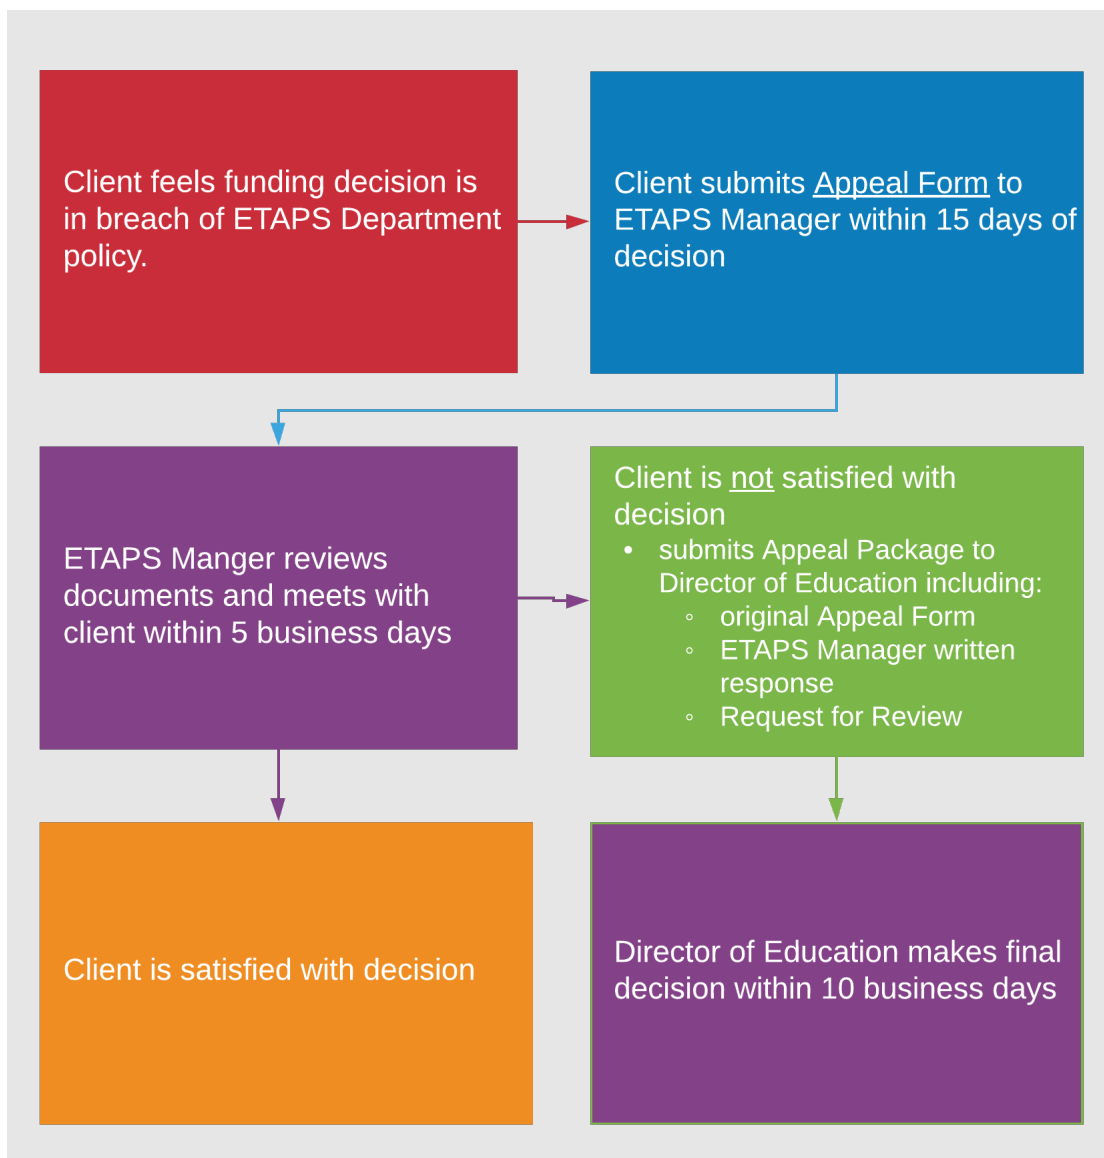 Client feels funding decision is
in breach of ETAPS Department
policy.
Client submits Appeal Form to
ETAPS Manager within 15 days of
decision
ETAPS Manger reviews
documents and meets with
client within 5 business days
Client is not satisfied with
decision
• submits Appeal Package to
Director of Education including:
◦ original Appeal Form
◦ ETAPS Manager written
response
◦ Request for Review
Client is satisfied with decision
Director of Education makes final
decision within 10 business days